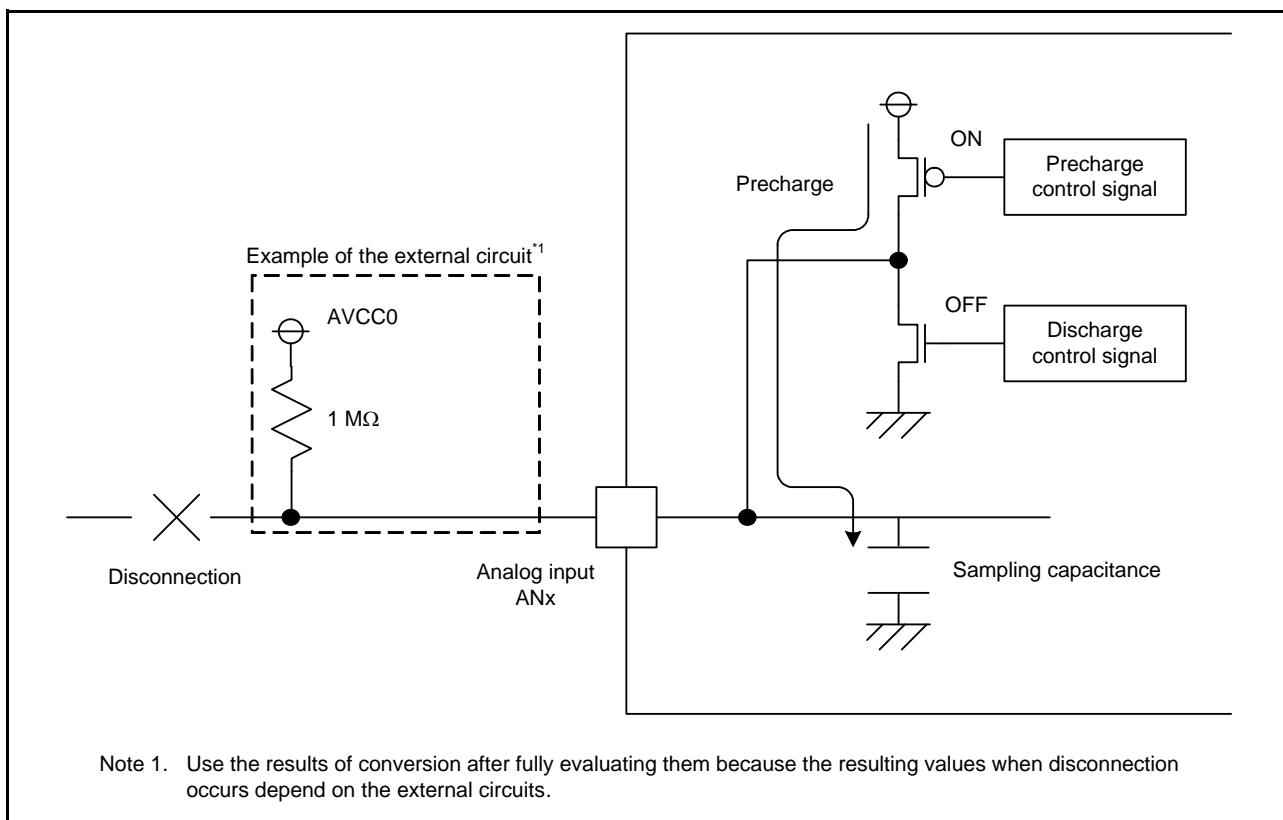 ON
Precharge
control signal
Precharge
Example of the external circuit*1
AVCC0
OFF
Discharge
control signal
1 MΩ
Disconnection
Analog input
ANx
Sampling capacitance
Note 1. Use the results of conversion after fully evaluating them because the resulting values when disconnection
occurs depend on the external circuits.